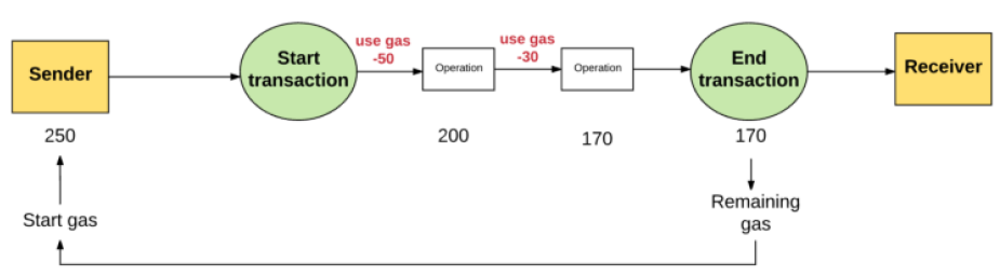 Sender
Start
transaction
use gas
-50
Operation
use gas
-30
Operation
End
transaction
Receiver
250
200
170
170
Start gas
Remaining
gas